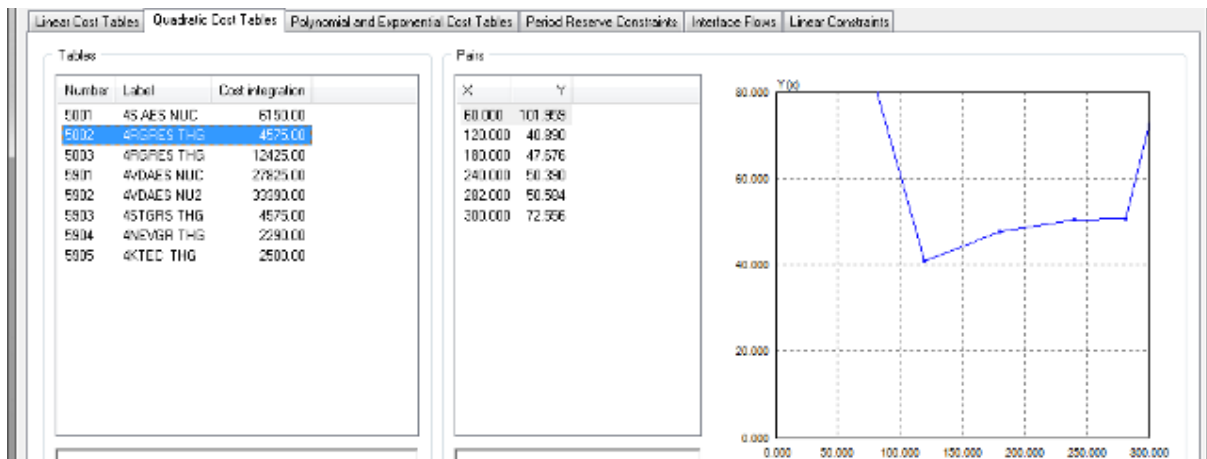 Linear Cost Tables Quadratic Cost Tables Polynomial and Exponential Cost Tables Period Reserve Constraints Interface Flows Linear Constraints
Tables
Number Label Cost integration
5001 4S.AES NUC 6150.00
5002 4RGRES THG 4575.00
5003 4RGRES THG 12425.00
5901 4VDAES NUC 27825.00
5902 4VDAES NU2 33390.00
5903 4STGRS THG 4575.00
5904 4NEVGR THG 2290.00
5905 4KTEC THG 2500.00
Pairs
X Y
60.000 101.959
120.000 40.890
180.000 47.676
240.000 50.390
282.000 50.584
300.000 72.556
Y(x)
80.000
60.000
40.000
20.000
0.000
0.000 50.000 100.000 150.000 200.000 250.000 300.000